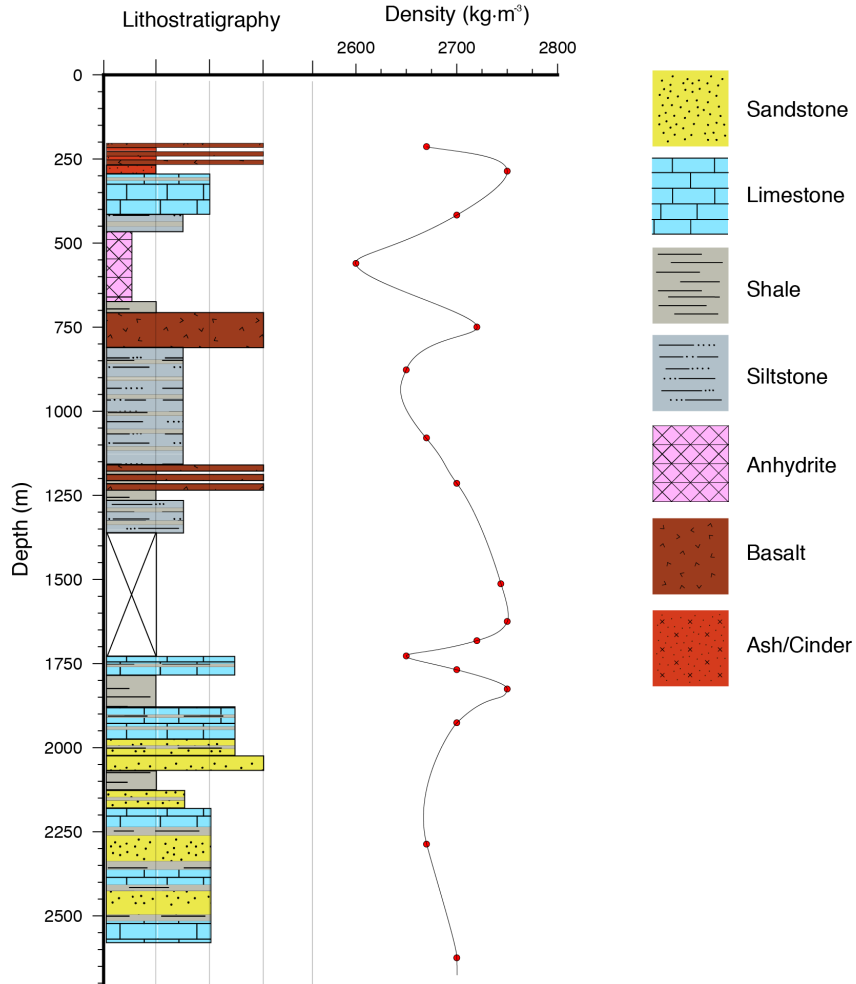 Lithostratigraphy
Density (kg·m⁻³)
2600 2700 2800
0
250
500
750
1000
1250
1500
1750
2000
2250
2500
Depth (m)
Sandstone
Limestone
Shale
Siltstone
Anhydrite
Basalt
Ash/Cinder